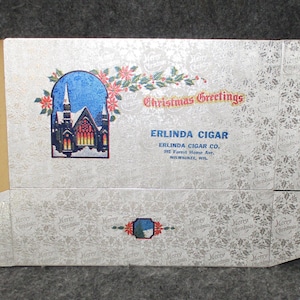 Christmas Greetings
ERLINDA CIGAR
ERLINDA CIGAR CO.
MILWAUKEE, WIS.